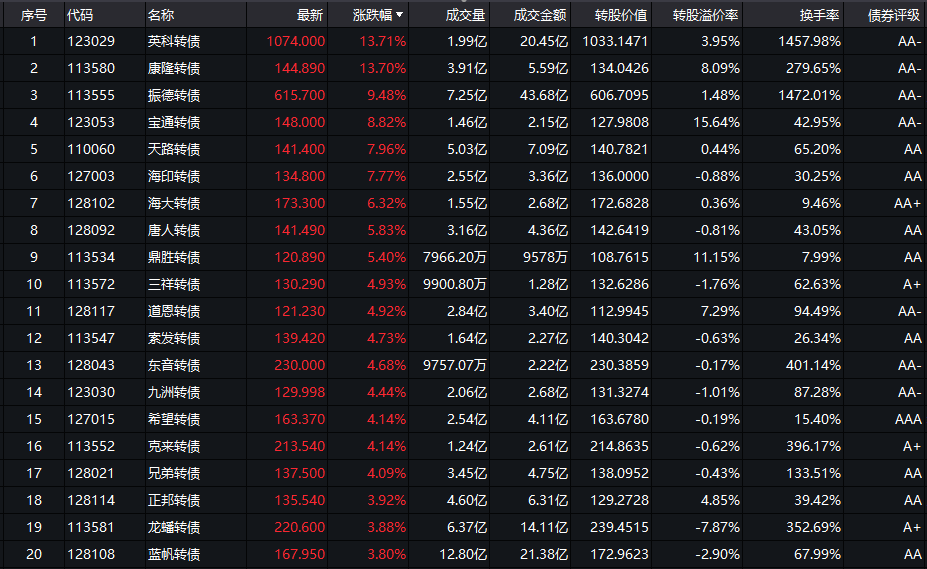 序号 代码 名称 最新 涨跌幅 成交量 成交金额 转股价值 转股溢价率 换手率 债券评级
1 123029 英科转债 1074.000 13.71% 1.99亿 20.45亿 1033.1471 3.95% 1457.98% AA-
2 113580 康隆转债 144.890 13.70% 3.91亿 5.59亿 134.0426 8.09% 279.65% AA-
3 113555 振德转债 615.700 9.48% 7.25亿 43.68亿 606.7095 1.48% 1472.01% AA-
4 123053 宝通转债 148.000 8.82% 1.46亿 2.15亿 127.9808 15.64% 42.95% AA-
5 110060 天路转债 141.400 7.96% 5.03亿 7.09亿 140.7821 0.44% 65.20% AA
6 127003 海印转债 134.800 7.77% 2.55亿 3.36亿 136.0000 -0.88% 30.25% AA
7 128102 海大转债 173.300 6.32% 1.55亿 2.68亿 172.6828 0.36% 9.46% AA+
8 128092 唐人转债 141.490 5.83% 3.16亿 4.36亿 142.6419 -0.81% 43.05% AA
9 113534 鼎胜转债 120.890 5.40% 7966.20万 9578万 108.7615 11.15% 7.99% AA
10 113572 三祥转债 130.290 4.93% 9900.80万 1.28亿 132.6286 -1.76% 62.63% A+
11 128117 道恩转债 121.230 4.92% 2.84亿 3.40亿 112.9945 7.29% 94.49% AA-
12 113547 索发转债 139.420 4.73% 1.64亿 2.27亿 140.3042 -0.63% 26.34% AA
13 128043 东音转债 230.000 4.68% 9757.07万 2.22亿 230.3859 -0.17% 401.14% AA-
14 123030 九洲转债 129.998 4.44% 2.06亿 2.68亿 131.3274 -1.01% 87.28% AA-
15 127015 希望转债 163.370 4.14% 2.54亿 4.11亿 163.6780 -0.19% 15.40% AAA
16 113552 克来转债 213.540 4.14% 1.24亿 2.61亿 214.8635 -0.62% 396.17% A+
17 128021 兄弟转债 137.500 4.09% 3.45亿 4.75亿 138.0952 -0.43% 133.51% AA
18 128114 正邦转债 135.540 3.92% 4.60亿 6.31亿 129.2728 4.85% 39.42% AA
19 113581 龙蟠转债 220.600 3.88% 6.37亿 14.11亿 239.4515 -7.87% 352.69% A+
20 128108 蓝帆转债 167.950 3.80% 12.80亿 21.38亿 172.9623 -2.90% 67.99% AA